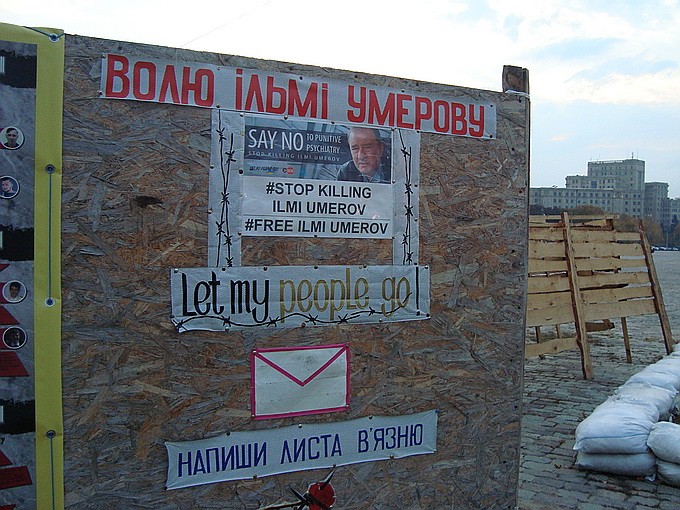 ВОЛЮ ІЛЬМІ УМЕРОВУ
SAY NO TO PUNITIVE
PSYCHIATRY
STOP KILLING ILMI UMEROV
#STOP KILLING
ILMI UMEROV
#FREE ILMI UMEROV
Let my people go!
НАПИШИ ЛИСТА В'ЯЗНЮ